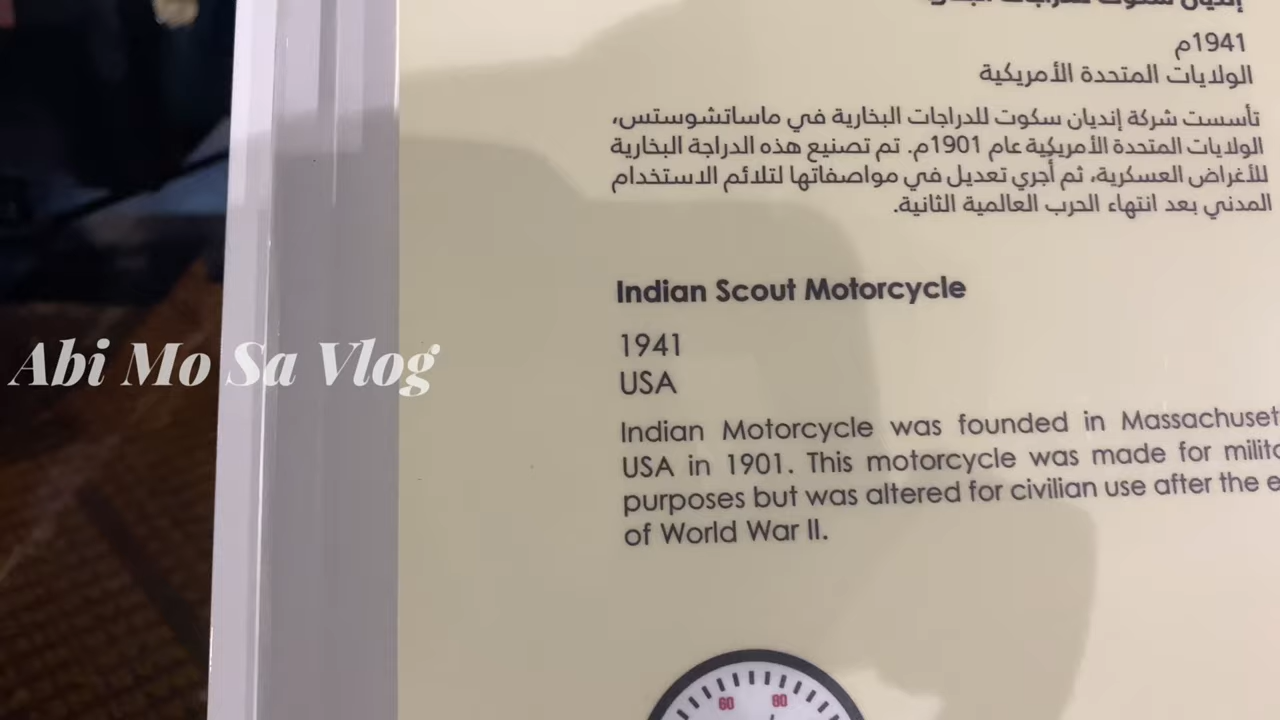 1941م
الولايات المتحدة الأمريكية
تأسست شركة إنديان سكوت للدراجات البخارية في ماساتشوستس،
الولايات المتحدة الأمريكية عام 1901م. تم تصنيع هذه الدراجة البخارية
للأغراض العسكرية، ثم أجري تعديل في مواصفاتها لتلائم الاستخدام
المدني بعد انتهاء الحرب العالمية الثانية.
Indian Scout Motorcycle
1941
USA
Indian Motorcycle was founded in Massachuset
USA in 1901. This motorcycle was made for milit
purposes but was altered for civilian use after the e
of World War II.
Abi Mo Sa Vlog
60 80